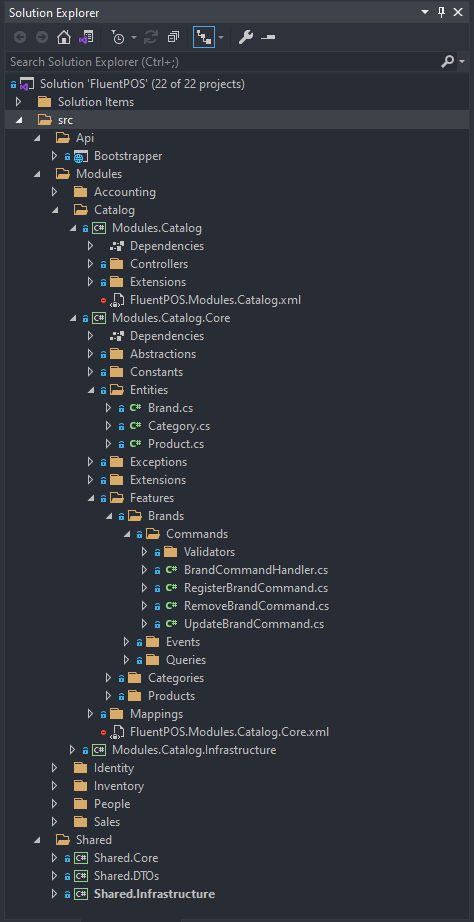 Solution Explorer
Search Solution Explorer (Ctrl+;)
Solution 'FluentPOS' (22 of 22 projects)
Solution Items
src
Api
Bootstrapper
Modules
Accounting
Catalog
C# Modules.Catalog
Dependencies
Controllers
Extensions
FluentPOS.Modules.Catalog.xml
C# Modules.Catalog.Core
Dependencies
Abstractions
Constants
Entities
C# Brand.cs
C# Category.cs
C# Product.cs
Exceptions
Extensions
Features
Brands
Commands
Validators
C# BrandCommandHandler.cs
C# RegisterBrandCommand.cs
C# RemoveBrandCommand.cs
C# UpdateBrandCommand.cs
Events
Queries
Categories
Products
Mappings
FluentPOS.Modules.Catalog.Core.xml
C# Modules.Catalog.Infrastructure
Identity
Inventory
People
Sales
Shared
C# Shared.Core
C# Shared.DTOs
C# Shared.Infrastructure